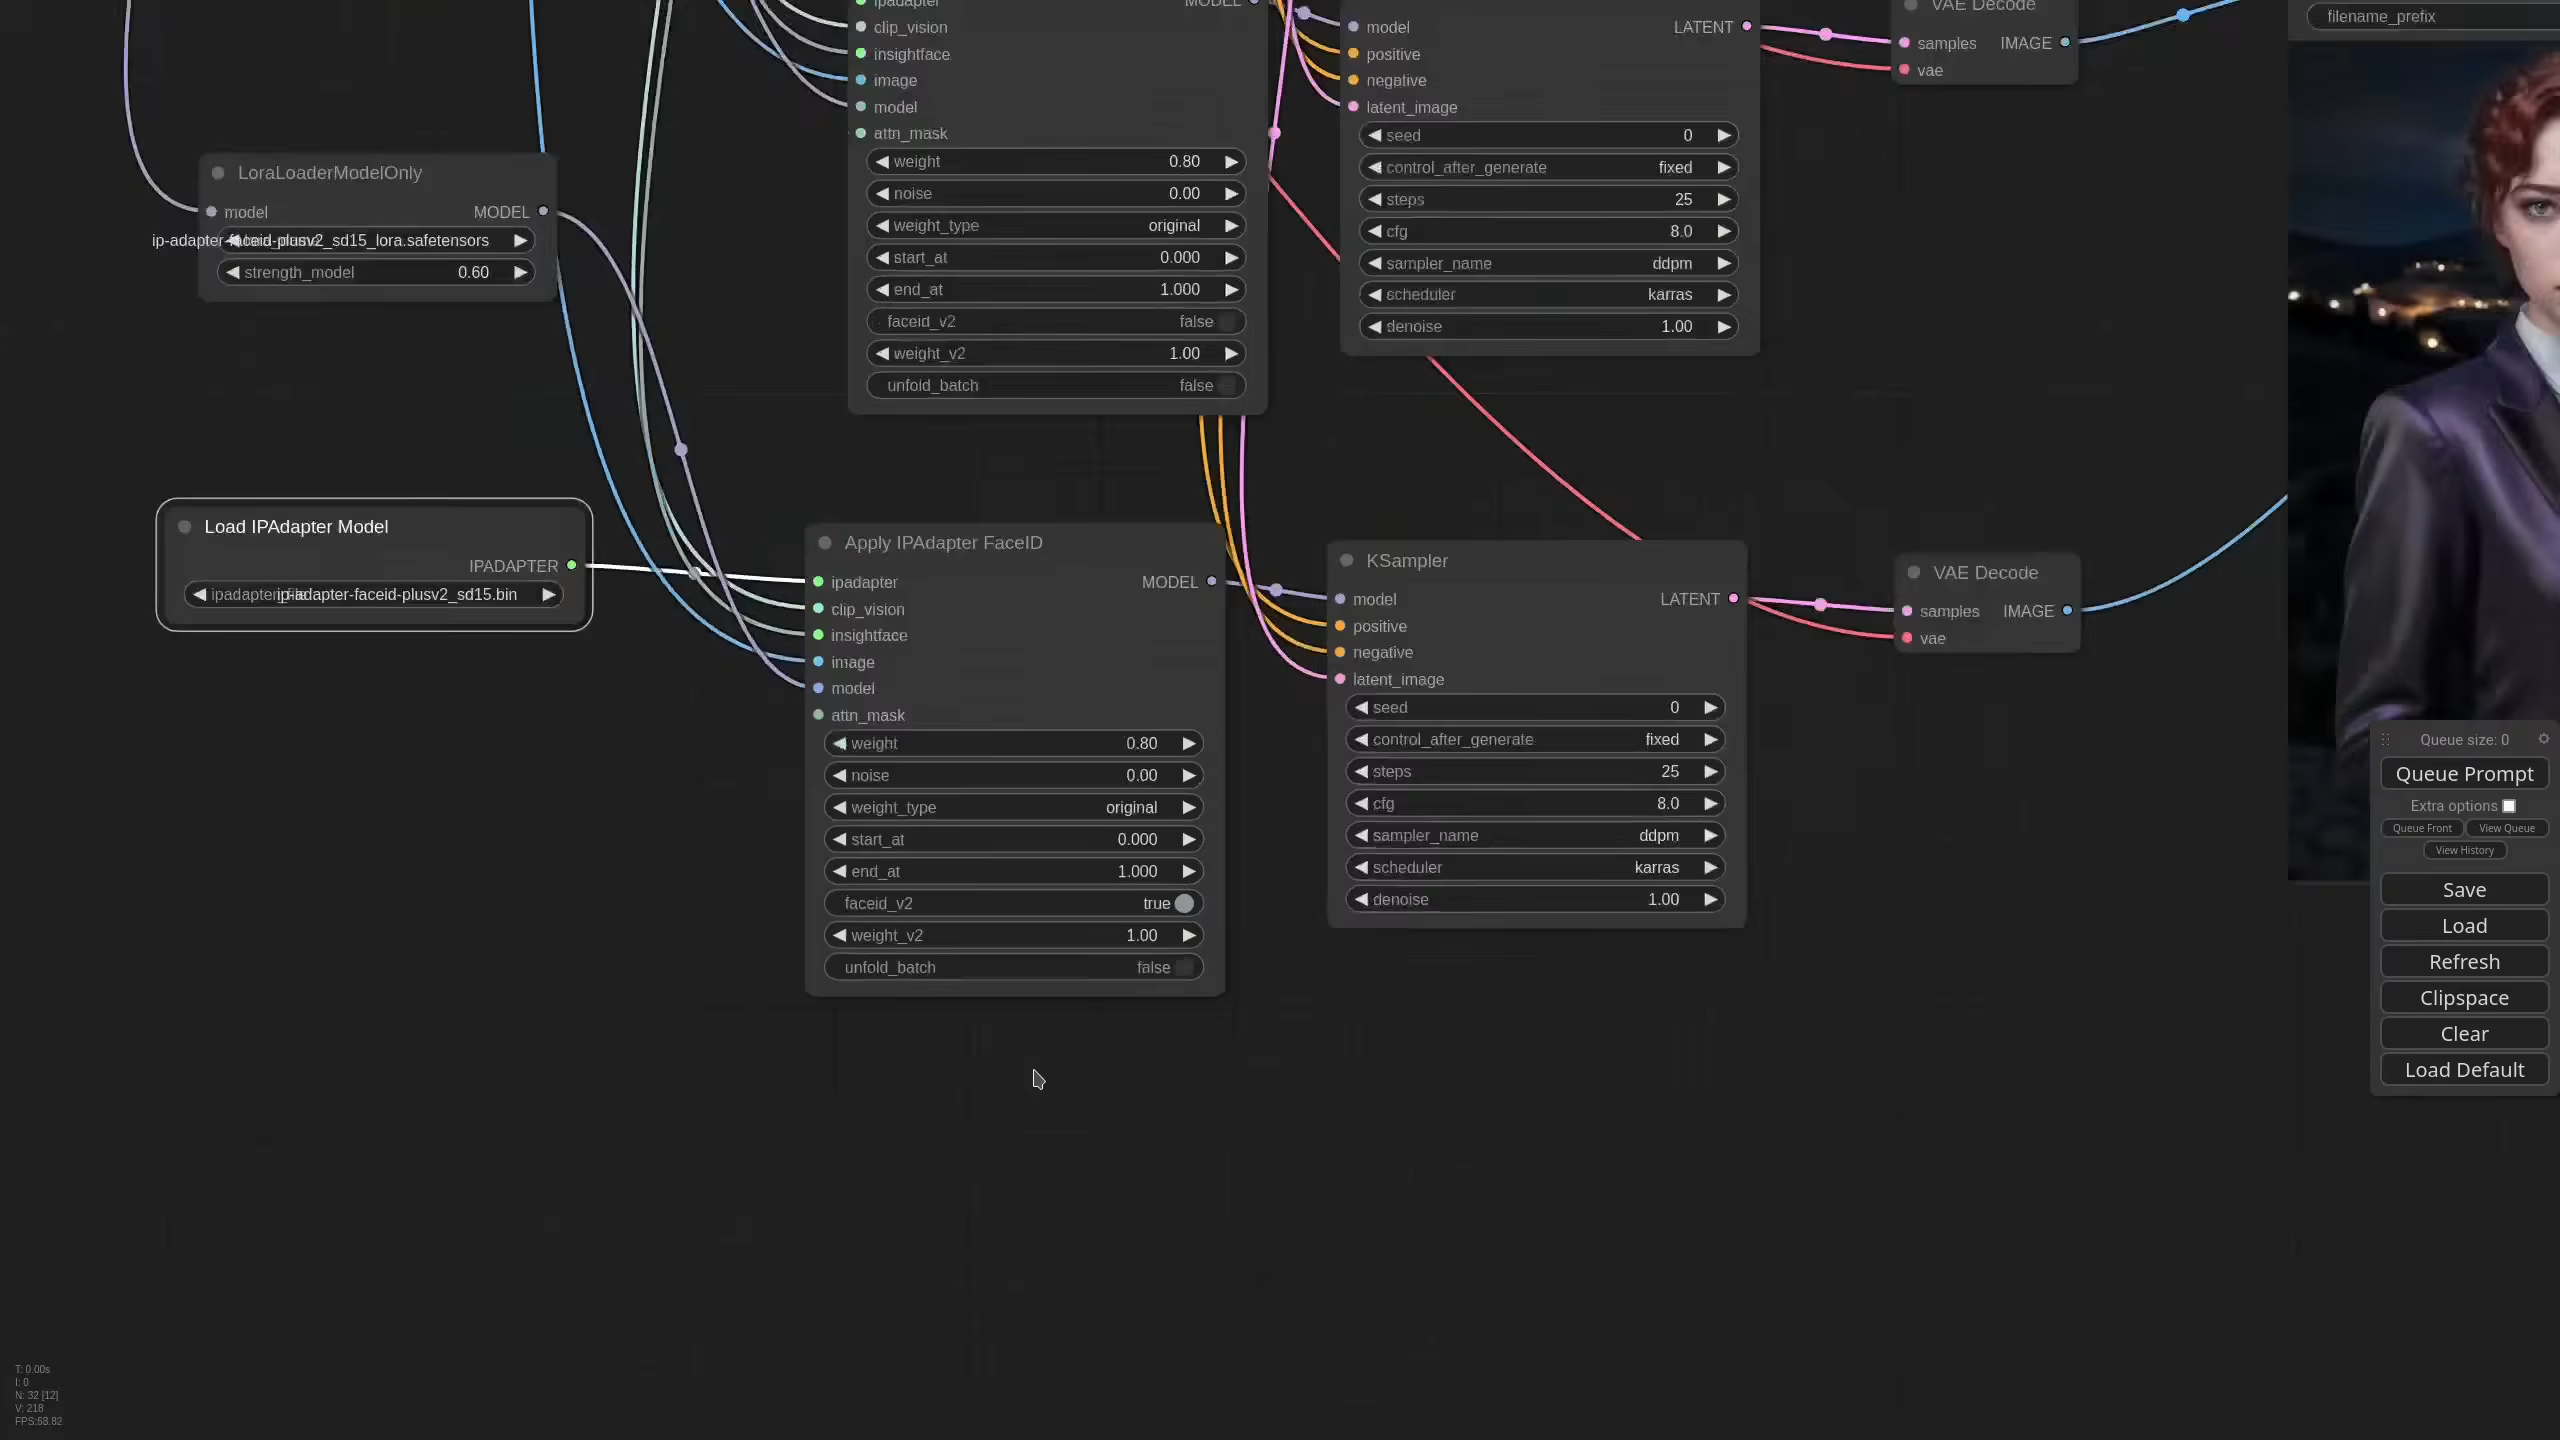 ipadapter
MODEL
clip_vision
insightface
image
model
attn_mask
weight 0.80
noise 0.00
weight_type original
start_at 0.000
end_at 1.000
faceid_v2 false
weight_v2 1.00
unfold_batch false
model LATENT
positive
negative
latent_image
seed 0
control_after_generate fixed
steps 25
cfg 8.0
sampler_name ddpm
scheduler karras
denoise 1.00
VAE Decode
samples IMAGE
vae
filename_prefix
LoraLoaderModelOnly
model MODEL
ip-adapter-faceid-plusv2_sd15_lora.safetensors
strength_model 0.60
Load IPAdapter Model
IPADAPTER
ipadapter_file ip-adapter-faceid-plusv2_sd15.bin
Apply IPAdapter FaceID
ipadapter MODEL
clip_vision
insightface
image
model
attn_mask
weight 0.80
noise 0.00
weight_type original
start_at 0.000
end_at 1.000
faceid_v2 true
weight_v2 1.00
unfold_batch false
KSampler
model LATENT
positive
negative
latent_image
seed 0
control_after_generate fixed
steps 25
cfg 8.0
sampler_name ddpm
scheduler karras
denoise 1.00
VAE Decode
samples IMAGE
vae
Queue size: 0
Queue Prompt
Extra options
Queue Front View Queue
View History
Save
Load
Refresh
Clipspace
Clear
Load Default
T: 0.00s
I: 0
N: 32 [12]
V: 218
FPS:58.82